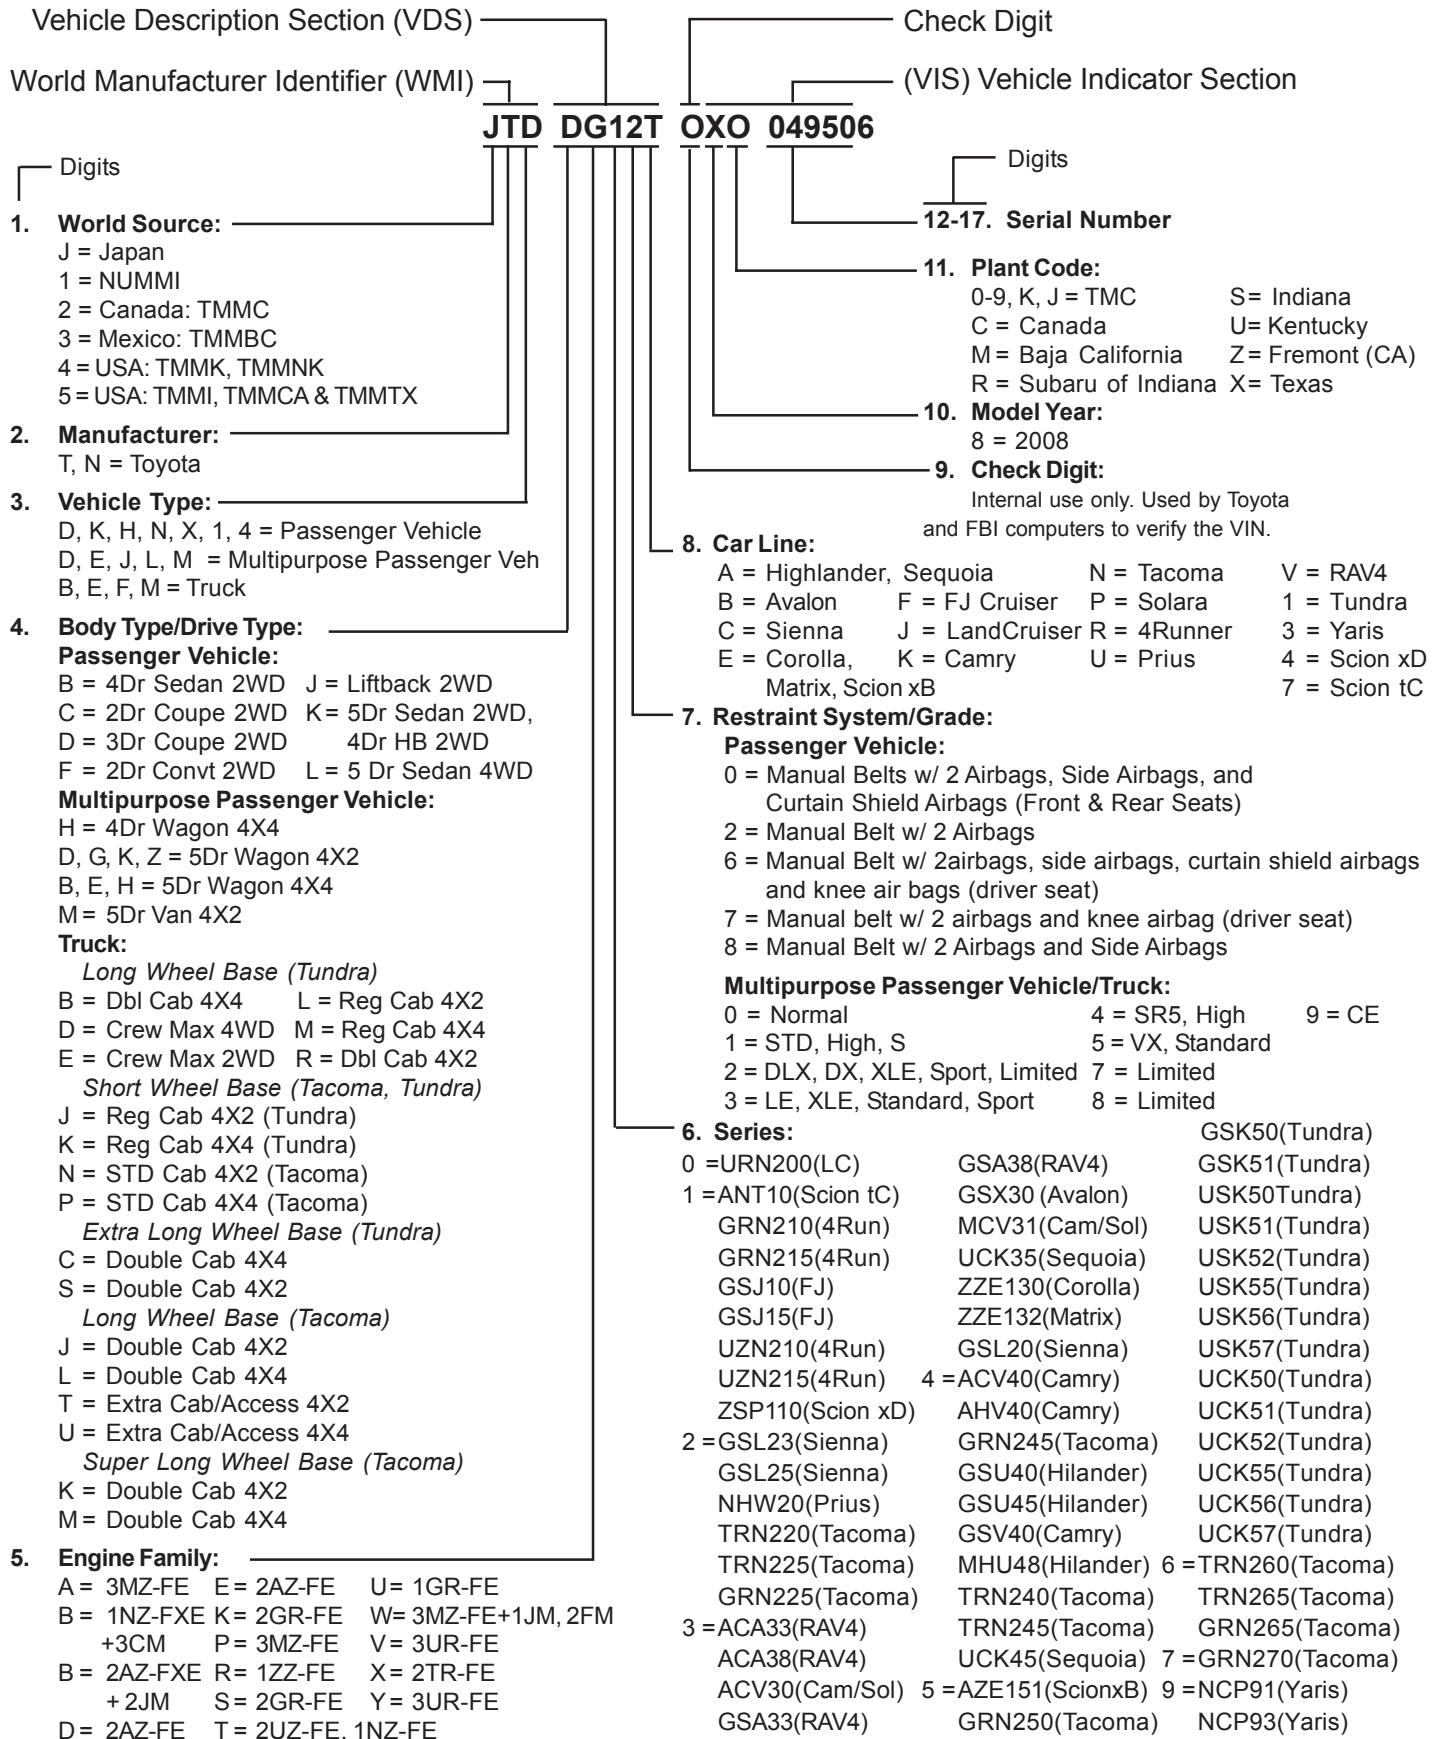 Vehicle Description Section (VDS)
Check Digit
World Manufacturer Identifier (WMI)
(VIS) Vehicle Indicator Section
JTD DG12T OXO 049506
Digits
1. World Source:
J = Japan
1 = NUMMI
2 = Canada: TMMC
3 = Mexico: TMMBC
4 = USA: TMMK, TMMNK
5 = USA: TMMI, TMMCA & TMMTX
2. Manufacturer:
T, N = Toyota
3. Vehicle Type:
D, K, H, N, X, 1, 4 = Passenger Vehicle
D, E, J, L, M = Multipurpose Passenger Veh
B, E, F, M = Truck
4. Body Type/Drive Type:
Passenger Vehicle:
B = 4Dr Sedan 2WD J = Liftback 2WD
C = 2Dr Coupe 2WD K = 5Dr Sedan 2WD,
D = 3Dr Coupe 2WD 4Dr HB 2WD
F = 2Dr Convt 2WD L = 5 Dr Sedan 4WD
Multipurpose Passenger Vehicle:
H = 4Dr Wagon 4X4
D, G, K, Z = 5Dr Wagon 4X2
B, E, H = 5Dr Wagon 4X4
M = 5Dr Van 4X2
Truck:
Long Wheel Base (Tundra)
B = Dbl Cab 4X4 L = Reg Cab 4X2
D = Crew Max 4WD M = Reg Cab 4X4
E = Crew Max 2WD R = Dbl Cab 4X2
Short Wheel Base (Tacoma, Tundra)
J = Reg Cab 4X2 (Tundra)
K = Reg Cab 4X4 (Tundra)
N = STD Cab 4X2 (Tacoma)
P = STD Cab 4X4 (Tacoma)
Extra Long Wheel Base (Tundra)
C = Double Cab 4X4
S = Double Cab 4X2
Long Wheel Base (Tacoma)
J = Double Cab 4X2
L = Double Cab 4X4
T = Extra Cab/Access 4X2
U = Extra Cab/Access 4X4
Super Long Wheel Base (Tacoma)
K = Double Cab 4X2
M = Double Cab 4X4
5. Engine Family:
A = 3MZ-FE E = 2AZ-FE U = 1GR-FE
B = 1NZ-FXE K = 2GR-FE W= 3MZ-FE+1JM, 2FM
+3CM P = 3MZ-FE V = 3UR-FE
B = 2AZ-FXE R = 1ZZ-FE X = 2TR-FE
+ 2JM S = 2GR-FE Y = 3UR-FE
D = 2AZ-FE T = 2UZ-FE, 1NZ-FE
Digits
12-17. Serial Number
11. Plant Code:
0-9, K, J = TMC S= Indiana
C = Canada U= Kentucky
M = Baja California Z= Fremont (CA)
R = Subaru of Indiana X= Texas
10. Model Year:
8 = 2008
9. Check Digit:
Internal use only. Used by Toyota
and FBI computers to verify the VIN.
8. Car Line:
A = Highlander, Sequoia N = Tacoma V = RAV4
B = Avalon F = FJ Cruiser P = Solara 1 = Tundra
C = Sienna J = LandCruiser R = 4Runner 3 = Yaris
E = Corolla, K = Camry U = Prius 4 = Scion xD
Matrix, Scion xB 7 = Scion tC
7. Restraint System/Grade:
Passenger Vehicle:
0 = Manual Belts w/ 2 Airbags, Side Airbags, and
Curtain Shield Airbags (Front & Rear Seats)
2 = Manual Belt w/ 2 Airbags
6 = Manual Belt w/ 2airbags, side airbags, curtain shield airbags
and knee air bags (driver seat)
7 = Manual belt w/ 2 airbags and knee airbag (driver seat)
8 = Manual Belt w/ 2 Airbags and Side Airbags
Multipurpose Passenger Vehicle/Truck:
0 = Normal 4 = SR5, High 9 = CE
1 = STD, High, S 5 = VX, Standard
2 = DLX, DX, XLE, Sport, Limited 7 = Limited
3 = LE, XLE, Standard, Sport 8 = Limited
6. Series: GSK50(Tundra)
0 =URN200(LC) GSA38(RAV4) GSK51(Tundra)
1 =ANT10(Scion tC) GSX30 (Avalon) USK50Tundra)
GRN210(4Run) MCV31(Cam/Sol) USK51(Tundra)
GRN215(4Run) UCK35(Sequoia) USK52(Tundra)
GSJ10(FJ) ZZE130(Corolla) USK55(Tundra)
GSJ15(FJ) ZZE132(Matrix) USK56(Tundra)
UZN210(4Run) GSL20(Sienna) USK57(Tundra)
UZN215(4Run) 4 =ACV40(Camry) UCK50(Tundra)
ZSP110(Scion xD) AHV40(Camry) UCK51(Tundra)
2 =GSL23(Sienna) GRN245(Tacoma) UCK52(Tundra)
GSL25(Sienna) GSU40(Hilander) UCK55(Tundra)
NHW20(Prius) GSU45(Hilander) UCK56(Tundra)
TRN220(Tacoma) GSV40(Camry) UCK57(Tundra)
TRN225(Tacoma) MHU48(Hilander) 6 =TRN260(Tacoma)
GRN225(Tacoma) TRN240(Tacoma) TRN265(Tacoma)
3 =ACA33(RAV4) TRN245(Tacoma) GRN265(Tacoma)
ACA38(RAV4) UCK45(Sequoia) 7 =GRN270(Tacoma)
ACV30(Cam/Sol) 5 =AZE151(ScionxB) 9 =NCP91(Yaris)
GSA33(RAV4) GRN250(Tacoma) NCP93(Yaris)